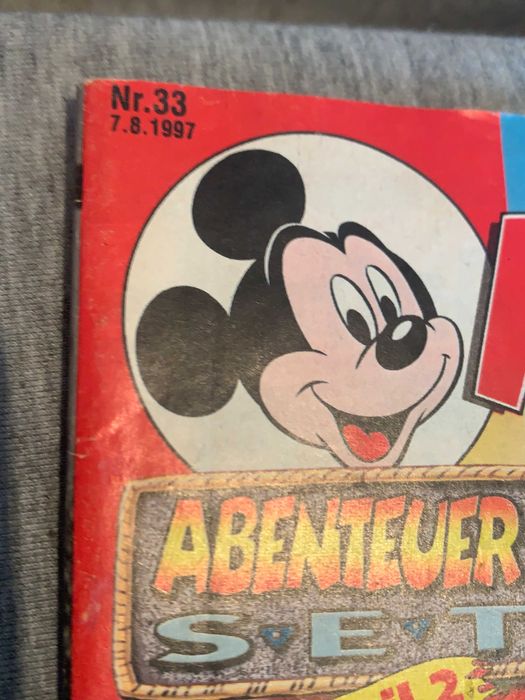 Nr.33
7.8.1997
ABENTEUER
S•E•T